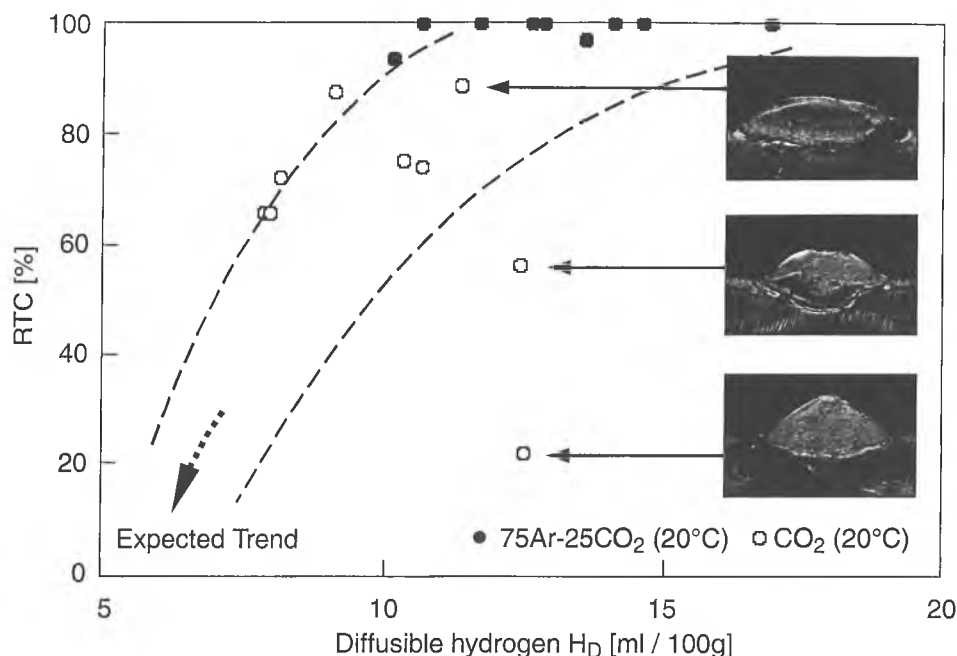 100
80
60
40
20
0
RTC [%]
Expected Trend
75Ar-25CO₂ (20°C) CO₂ (20°C)
5 10 15 20
Diffusible hydrogen H_D [ml / 100g]